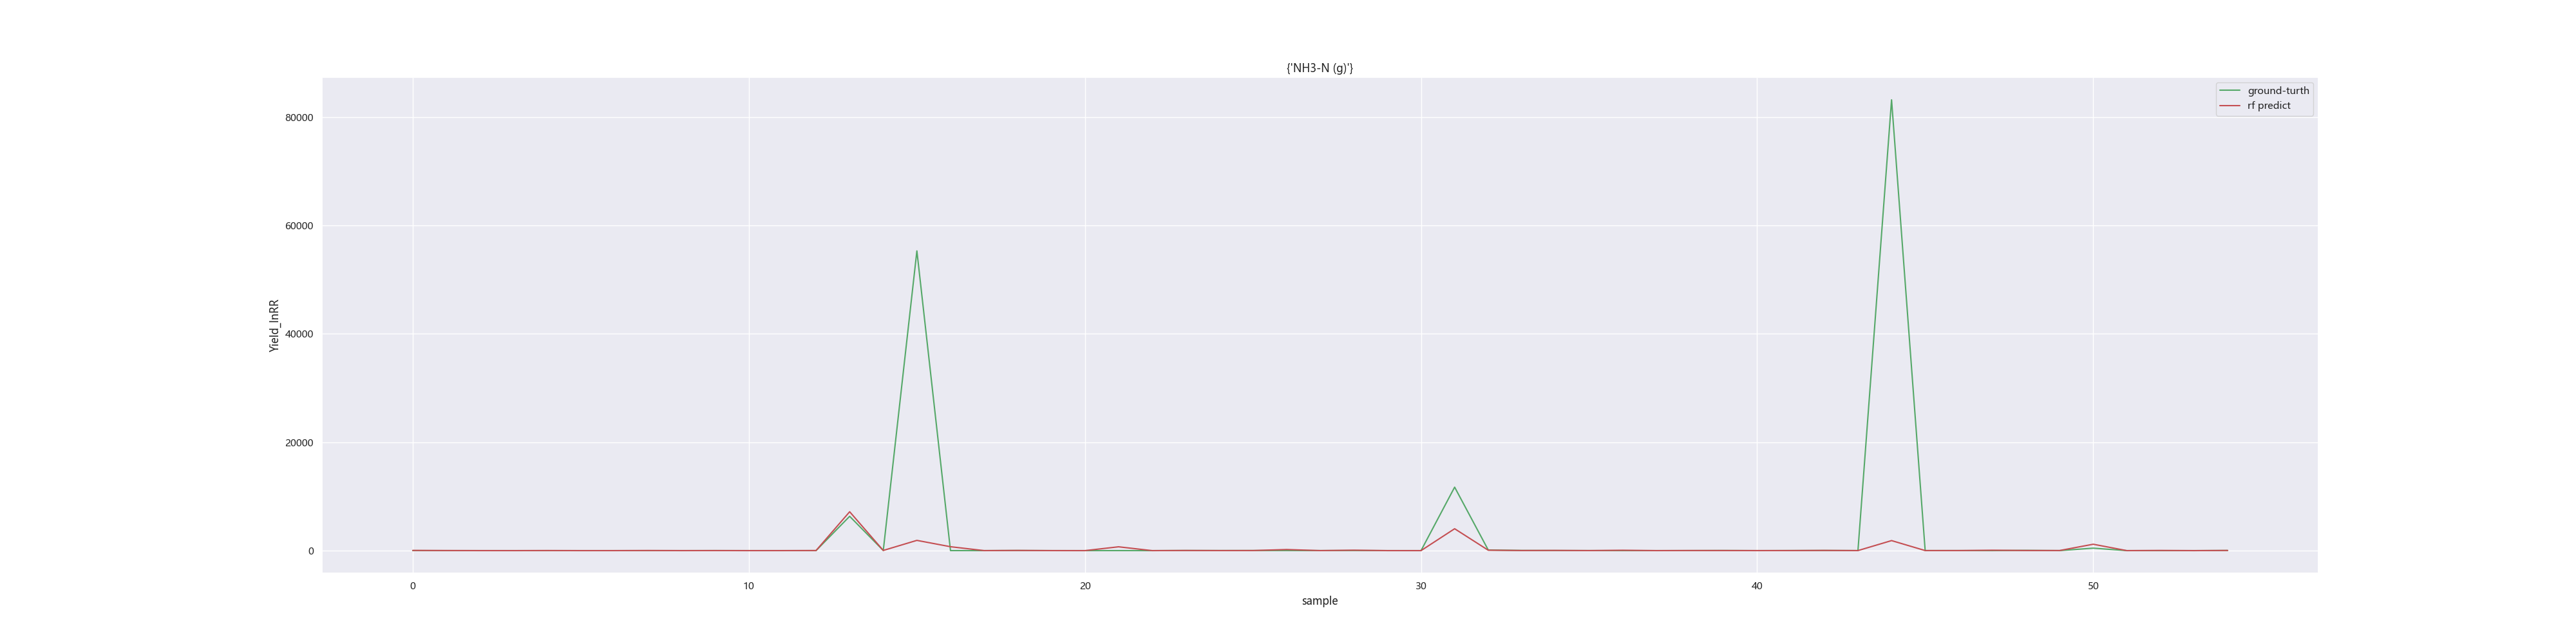 {'NH3-N (g)'}
ground-turth
rf predict
80000
60000
40000
20000
0
Yield_lnRR
0 10 20 30 40 50
sample